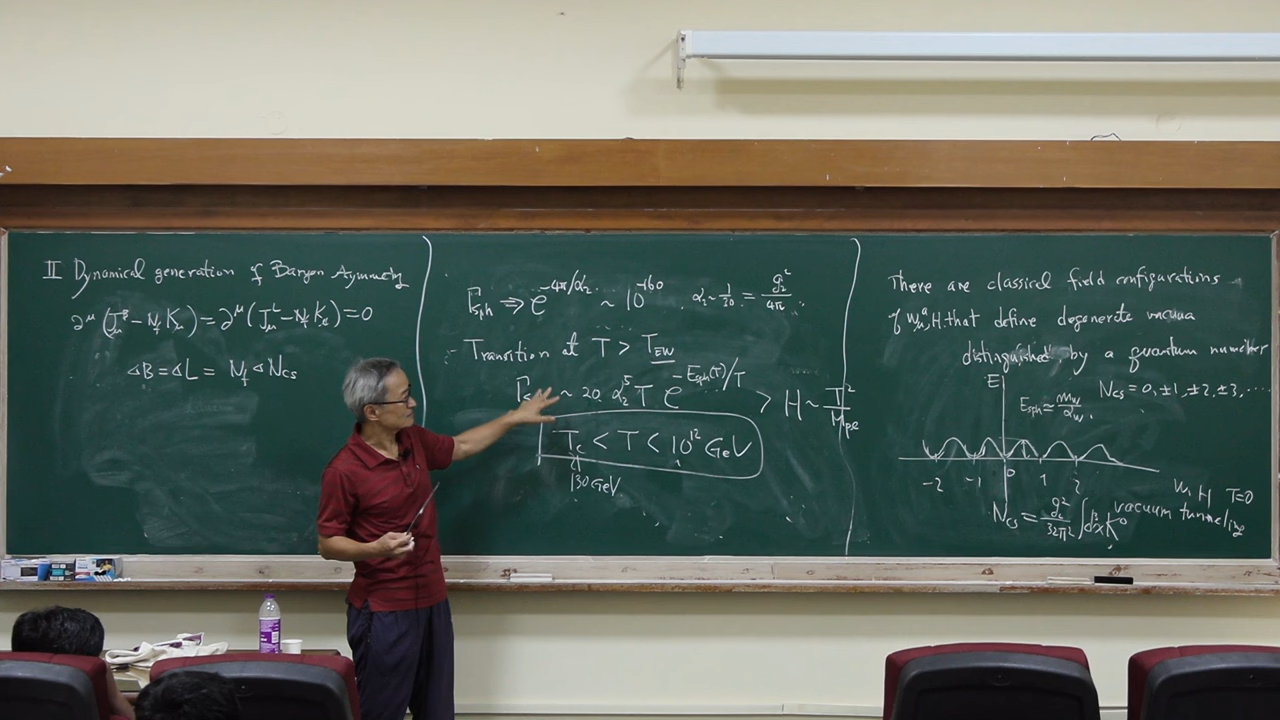 II Dynamical generation of Baryon Asymmetry
∂^μ(J_μ^B - N_f K_μ) = ∂^μ(J_μ^L - N_f K_μ) = 0
ΔB = ΔL = N_f ΔN_cs
Γ_sph ⇒ e^{-4π/α_2} ~ 10^{-160} α_2 ~ 1/30 = g_2^2/4π
Transition at T > T_EW
~ 20 α_2^5 T e^{-E_sph(T)/T} > H ~ T^2/M_pl
T_c < T < 10^12 GeV
130 GeV
There are classical field configurations
of W_μ^a, H that define degenerate vacua
distinguished by a quantum number
N_cs = 0, ±1, ±2, ±3, ...
E
E_sph ≃ m_w/α_w
-2 -1 0 1 2
W, H T=0
vacuum tunneling
N_cs = g_2^2/32π^2 ∫d^3x K^0